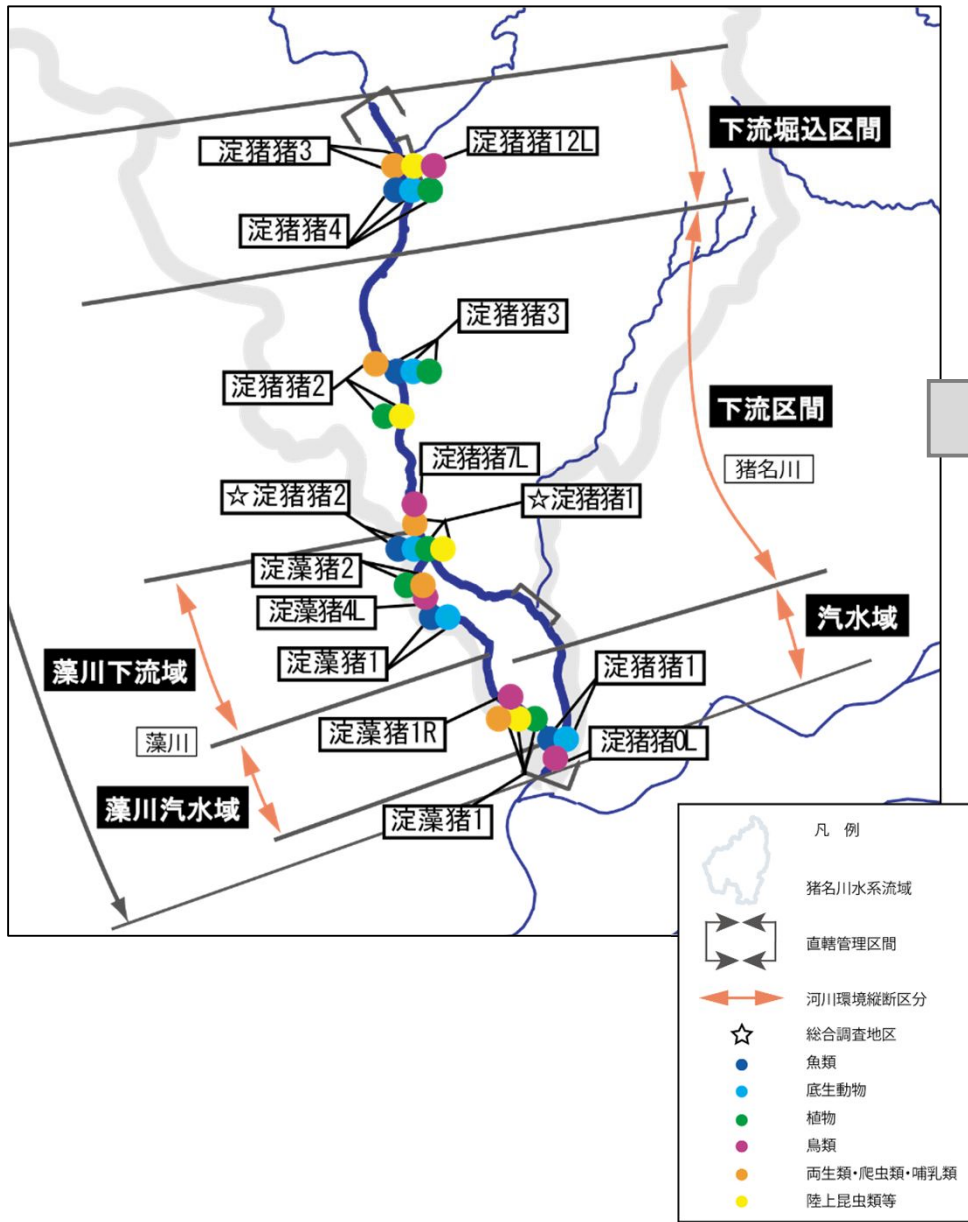 下流堀込区間
淀猪猪3
淀猪猪12L
淀猪猪4
淀猪猪3
淀猪猪2
下流区間
猪名川
淀猪猪7L
☆淀猪猪2
☆淀猪猪1
淀藻猪2
淀藻猪4L
汽水域
淀藻猪1
藻川下流域
淀猪猪1
淀藻猪1R
藻川
淀猪猪0L
藻川汽水域
淀藻猪1
凡 例
猪名川水系流域
直轄管理区間
河川環境縦断区分
☆ 総合調査地区
魚類
底生動物
植物
鳥類
両生類・爬虫類・哺乳類
陸上昆虫類等